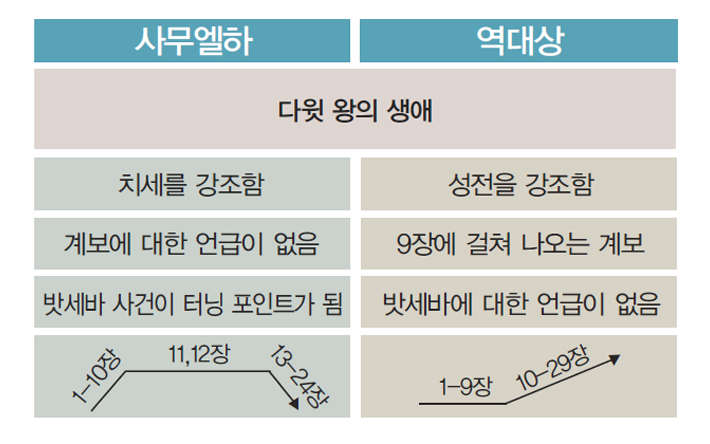 사무엘하 역대상
다윗 왕의 생애
치세를 강조함 성전을 강조함
계보에 대한 언급이 없음 9장에 걸쳐 나오는 계보
밧세바 사건이 터닝 포인트가 됨 밧세바에 대한 언급이 없음
1-10장 11,12장 13-24장 1-9장 10-29장